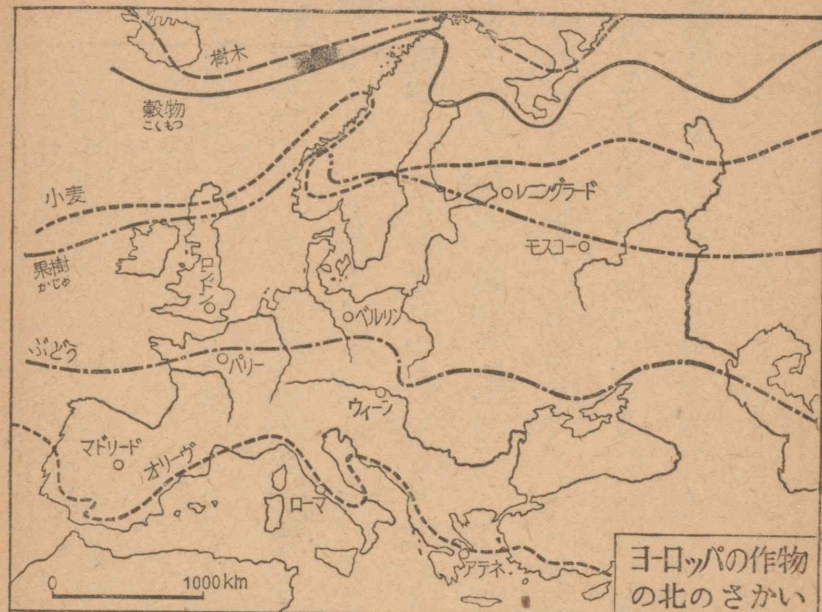 樹木
穀物
こくもつ
小麦
果樹
かじゅ
ぶどう
レニングラード
モスコー
ロンドン
ベルリン
パリー
ウィーン
マドリード
オリーヴ
ローマ
アテネ
0 1000km
ヨーロッパの作物
の北のさかい